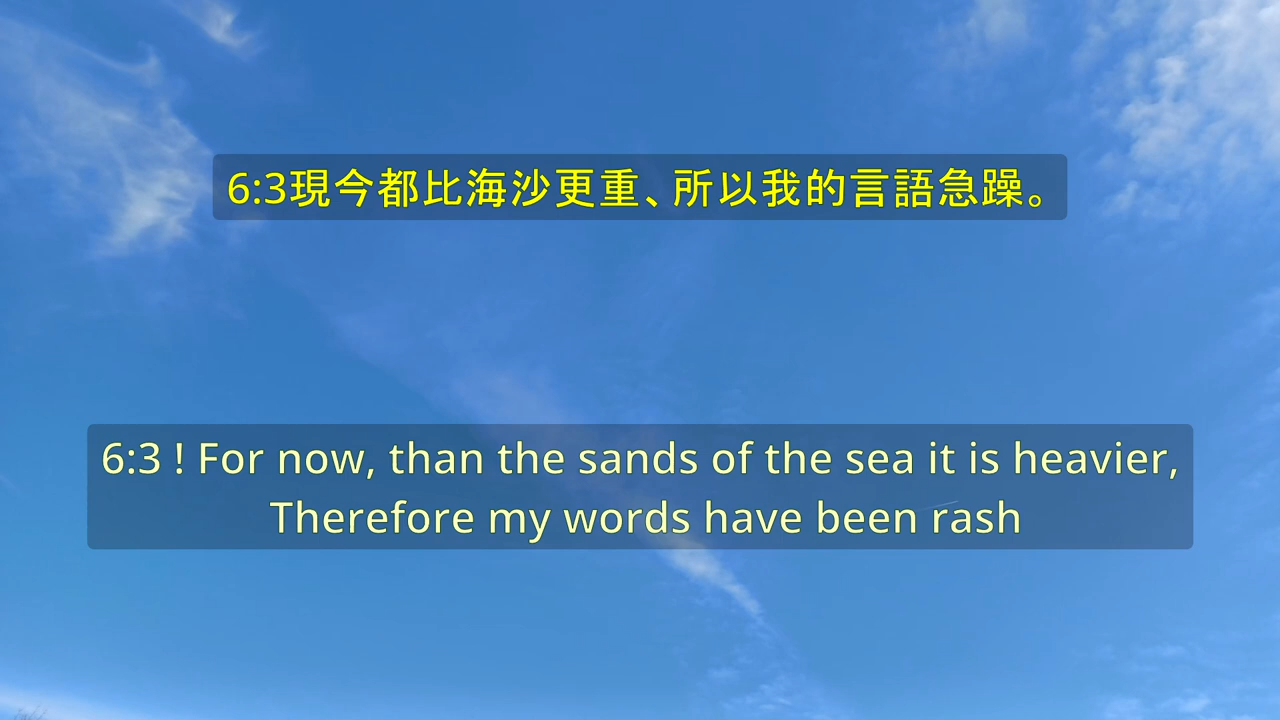 6:3現今都比海沙更重、所以我的言語急躁。
6:3 ! For now, than the sands of the sea it is heavier,
Therefore my words have been rash